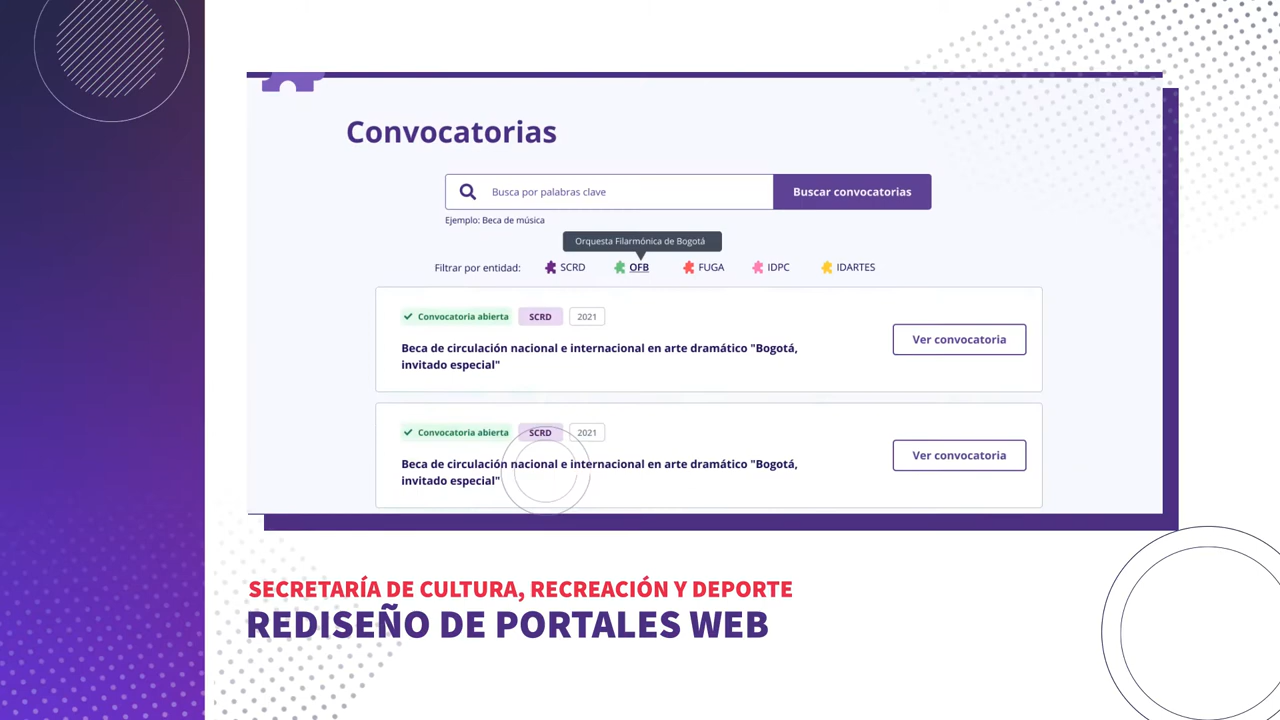 Convocatorias
Busca por palabras clave
Buscar convocatorias
Ejemplo: Beca de música
Orquesta Filarmónica de Bogotá
Filtrar por entidad: SCRD OFB FUGA IDPC IDARTES
Convocatoria abierta SCRD 2021
Beca de circulación nacional e internacional en arte dramático "Bogotá,
invitado especial"
Ver convocatoria
Convocatoria abierta SCRD 2021
Beca de circulación nacional e internacional en arte dramático "Bogotá,
invitado especial"
Ver convocatoria
SECRETARÍA DE CULTURA, RECREACIÓN Y DEPORTE
REDISEÑO DE PORTALES WEB